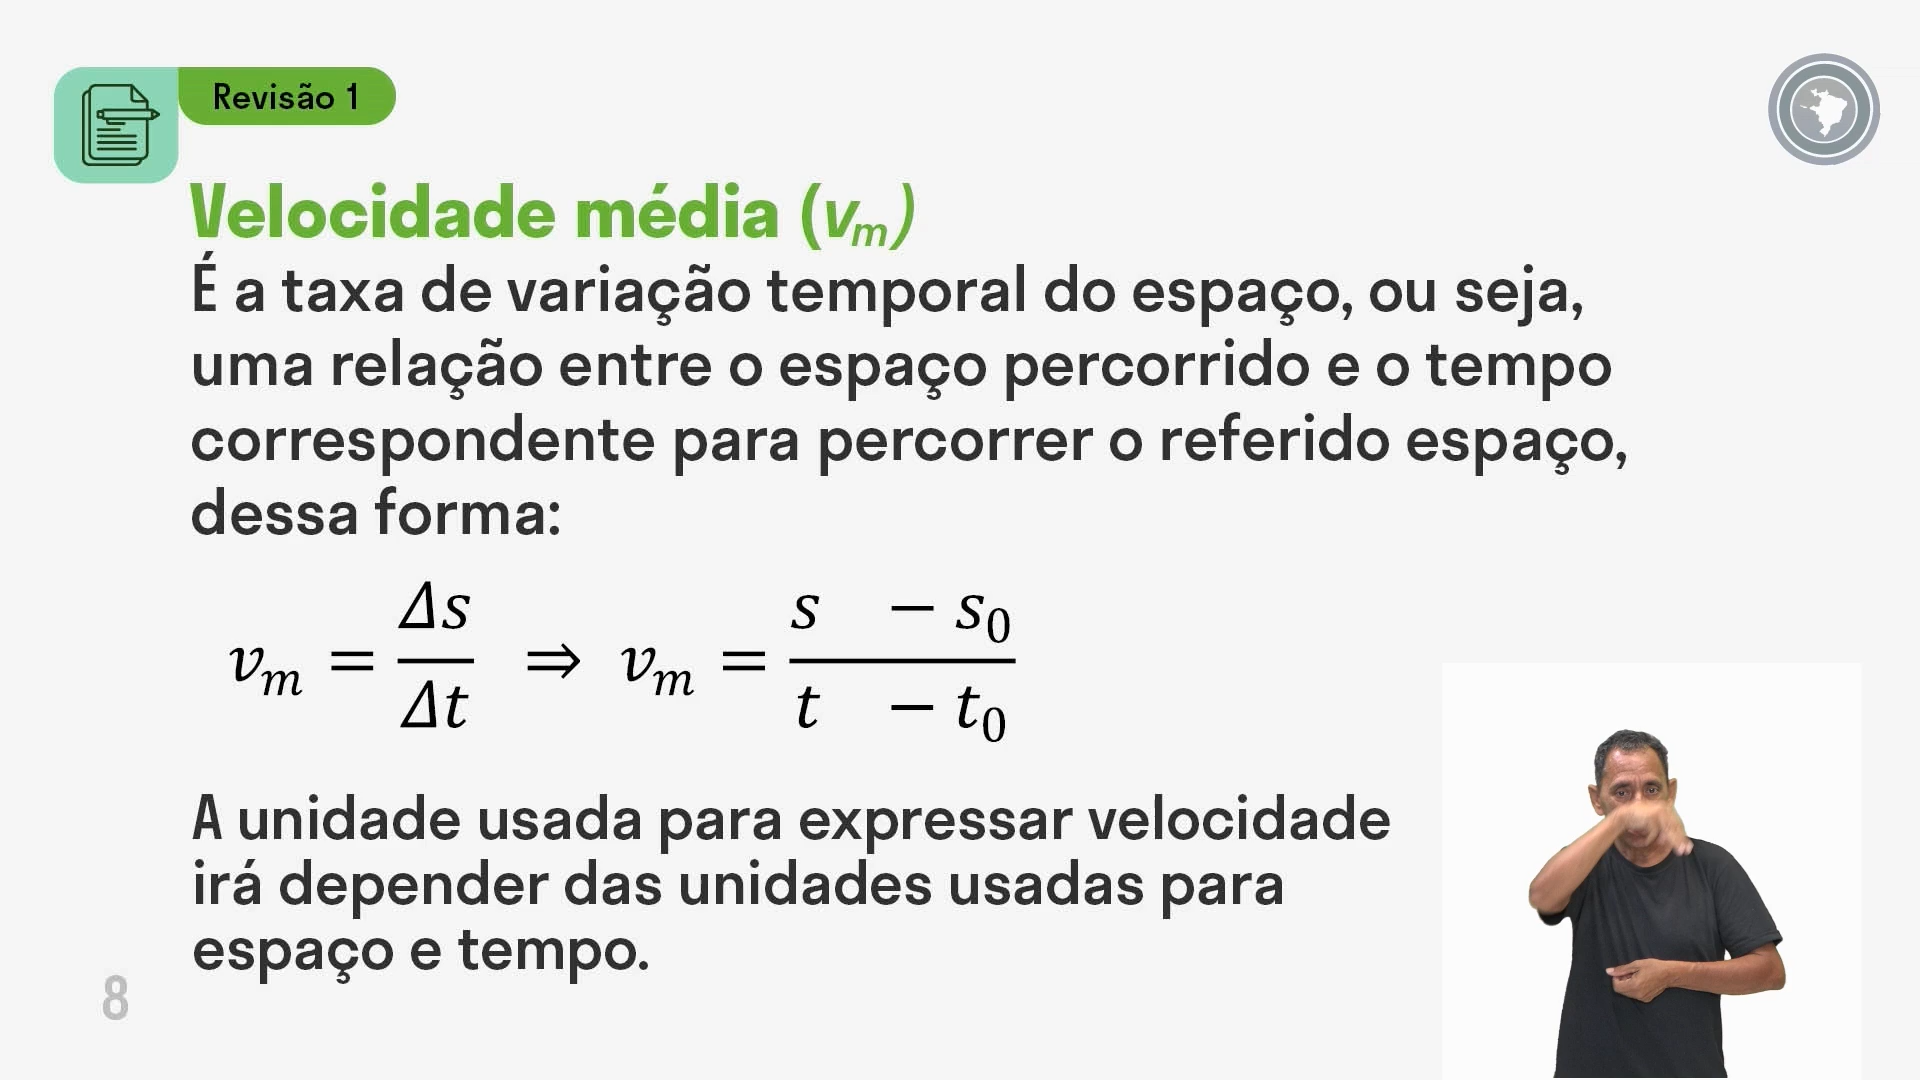 Revisão 1
Velocidade média (vₘ)
É a taxa de variação temporal do espaço, ou seja,
uma relação entre o espaço percorrido e o tempo
correspondente para percorrer o referido espaço,
dessa forma:
vₘ = Δs/Δt ⇒ vₘ = (s − s₀)/(t − t₀)
A unidade usada para expressar velocidade
irá depender das unidades usadas para
espaço e tempo.
8